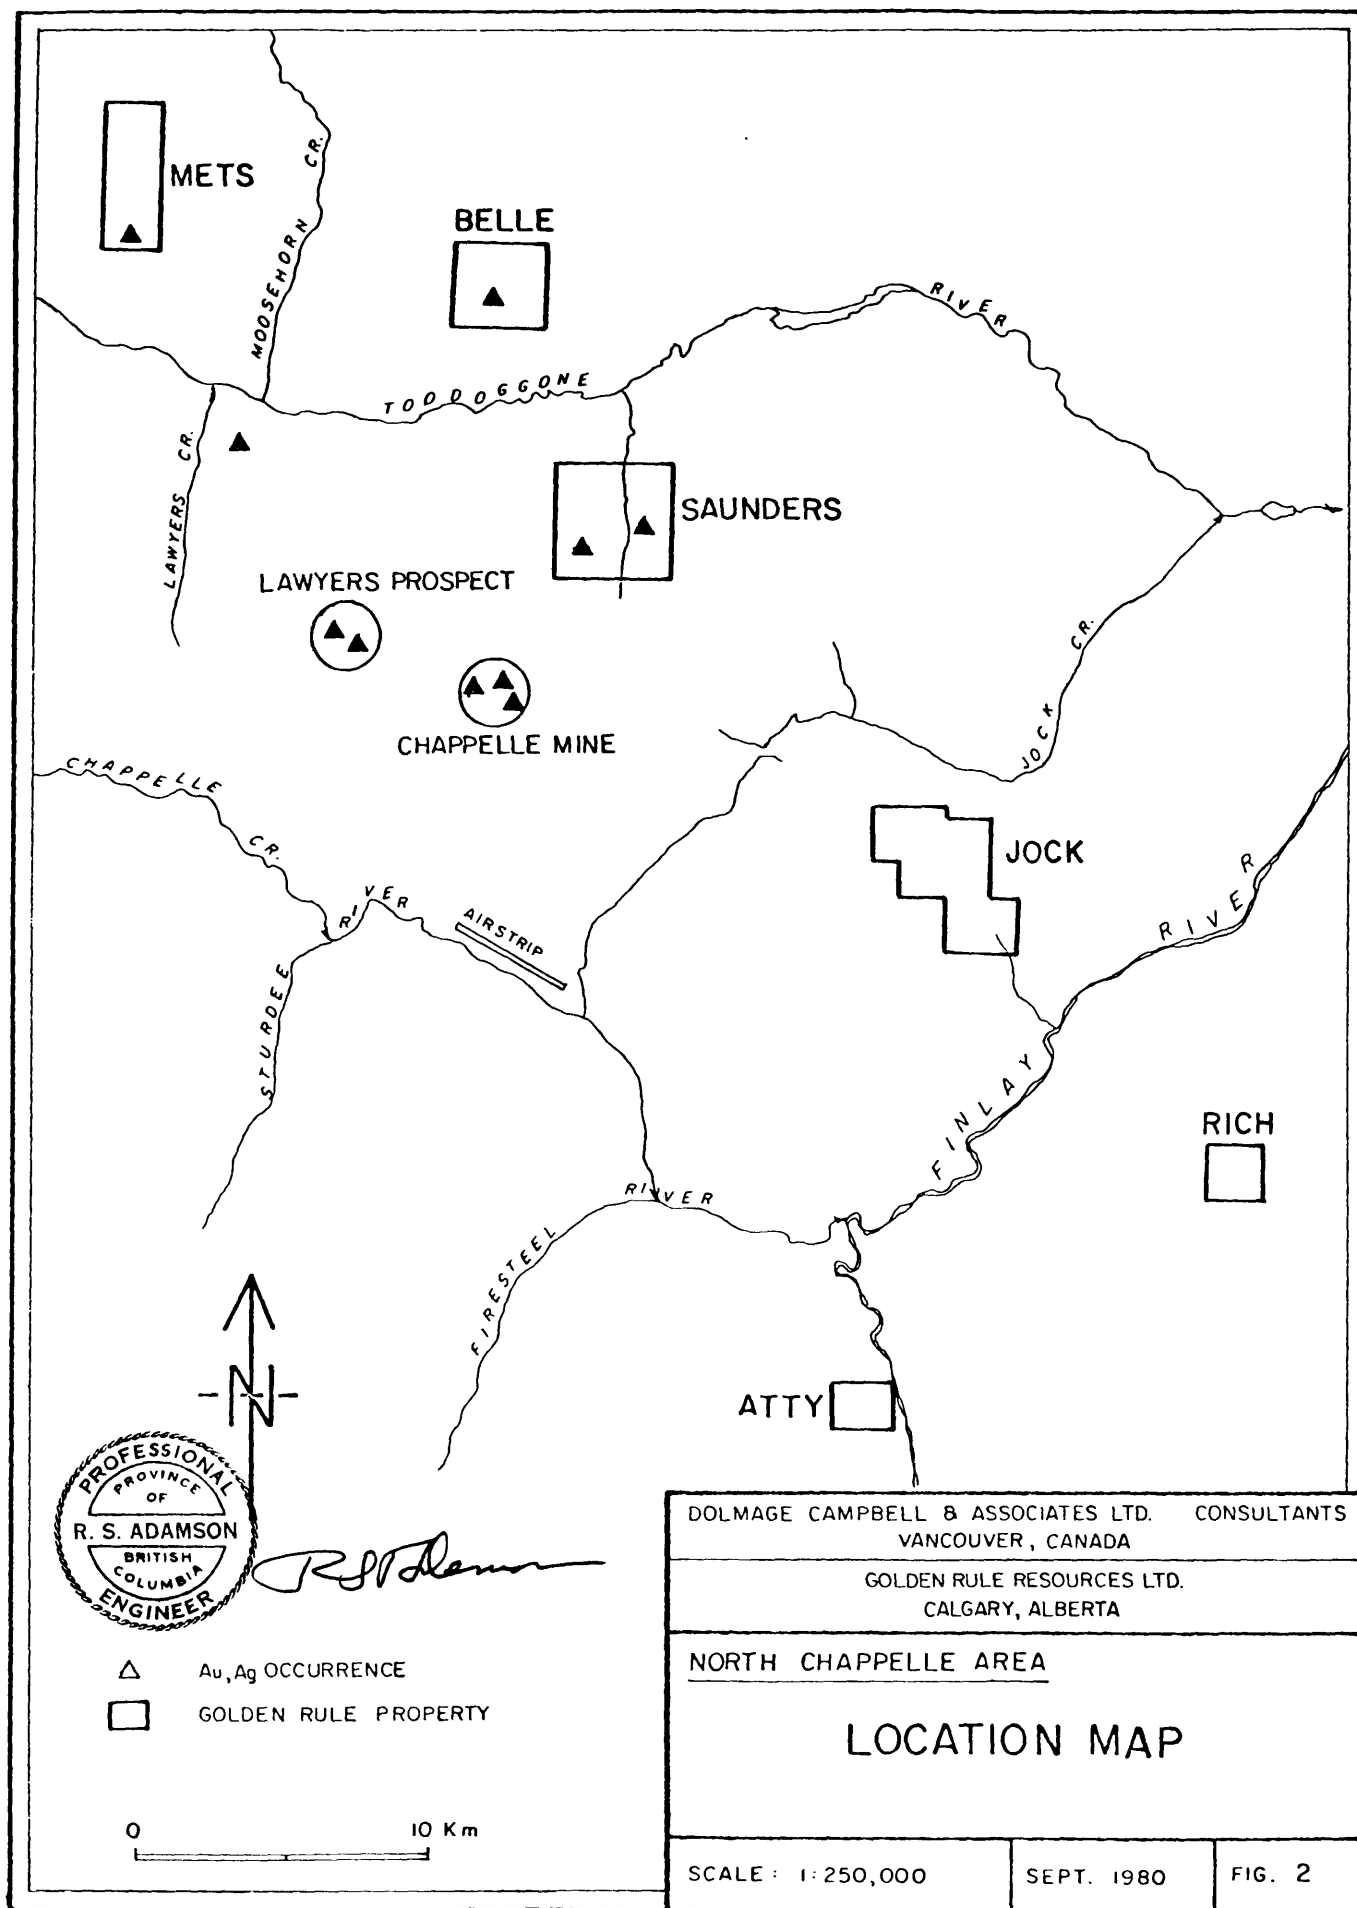 METS
MOOSEHORN CR.
BELLE
TODOGGONE RIVER
LAWYERS CR.
SAUNDERS
LAWYERS PROSPECT
CHAPPELLE MINE
JOCK CR.
CHAPPELLE CR.
JOCK
STURDEE RIVER
AIRSTRIP
FINLAY RIVER
RICH
FIRESTEEL RIVER
ATTY
N
PROFESSIONAL
PROVINCE
OF
R. S. ADAMSON
BRITISH
COLUMBIA
ENGINEER
Au, Ag OCCURRENCE
GOLDEN RULE PROPERTY
0 10 Km
DOLMAGE CAMPBELL & ASSOCIATES LTD. CONSULTANTS
VANCOUVER, CANADA
GOLDEN RULE RESOURCES LTD.
CALGARY, ALBERTA
NORTH CHAPPELLE AREA
LOCATION MAP
SCALE: 1:250,000
SEPT. 1980
FIG. 2